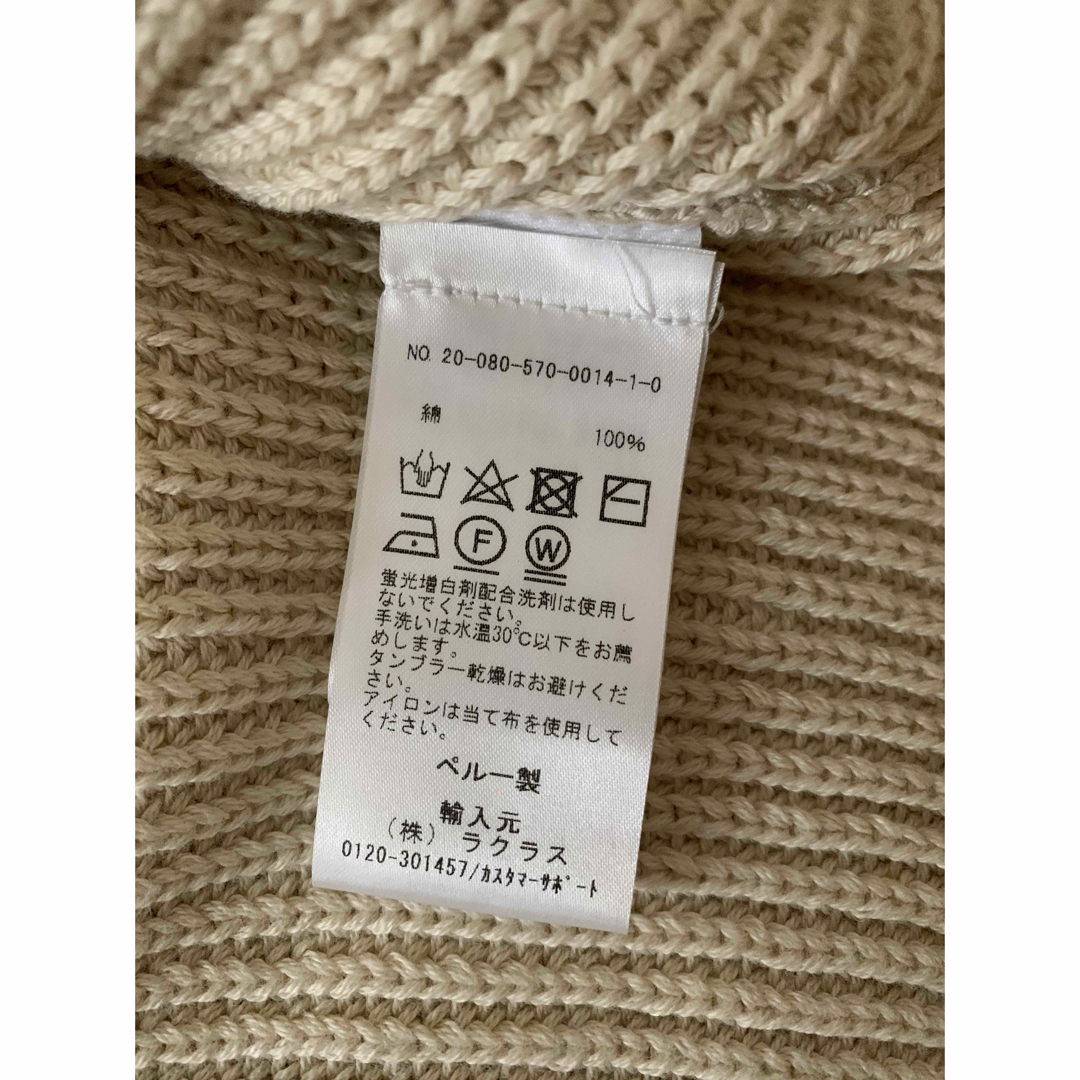 NO. 20-080-570-0014-1-0
綿 100%
F W
蛍光増白剤配合洗剤は使用し
ないでください。
手洗いは水温30℃以下をお薦
めします。
タンブラー乾燥はお避けくだ
さい。
アイロンは当て布を使用して
ください。
ペルー製
輸入元
(株) ラクラス
0120-301457/カスタマーサポート